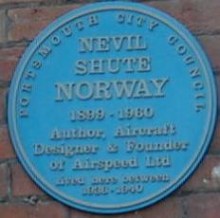 PORTSMOUTH CITY COUNCIL
NEVIL
SHUTE
NORWAY
1899 - 1960
Author, Aircraft
Designer & Founder
of Airspeed Ltd
lived here between